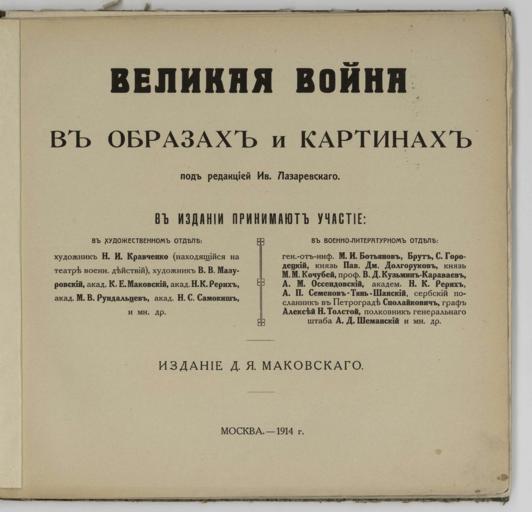 ВЕЛИКАЯ ВОЙНА
ВЪ ОБРАЗАХЪ и КАРТИНАХЪ
подъ редакціей Ив. Лазаревскаго.
ВЪ ИЗДАНІИ ПРИНИМАЮТЪ УЧАСТІЕ:
ВЪ ХУДОЖЕСТВЕННОМЪ ОТДѢЛѢ:
художникъ Н. И. Кравченко (находящійся на
театрѣ военн. дѣйствій), художникъ В. В. Мазу-
ровскій, акад. К. Е. Маковскій, акад. Н. К. Рерихъ,
акад. М. В. Рундальцевъ, акад. Н. С. Самокишъ,
и мн. др.
ВЪ ВОЕННО-ЛИТЕРАТУРНОМЪ ОТДѢЛѢ:
ген.-отъ-инф. М. И. Ботьяновъ, Брутъ, С. Горо-
децкій, князь Пав. Дм. Долгоруковъ, князь
М. М. Кочубей, проф. В. Д. Кузьминъ-Караваевъ,
А. М. Оссендовскій, академ. Н. К. Рерихъ,
А. П. Семеновъ-Тянъ-Шанскій, сербскій по-
сланникъ въ Петроградѣ Сполайковичъ, графъ
Алексѣй Н. Толстой, полковникъ генеральнаго
штаба А. Д. Шеманскій и мн. др.
ИЗДАНІЕ Д. Я. МАКОВСКАГО.
МОСКВА.—1914 г.